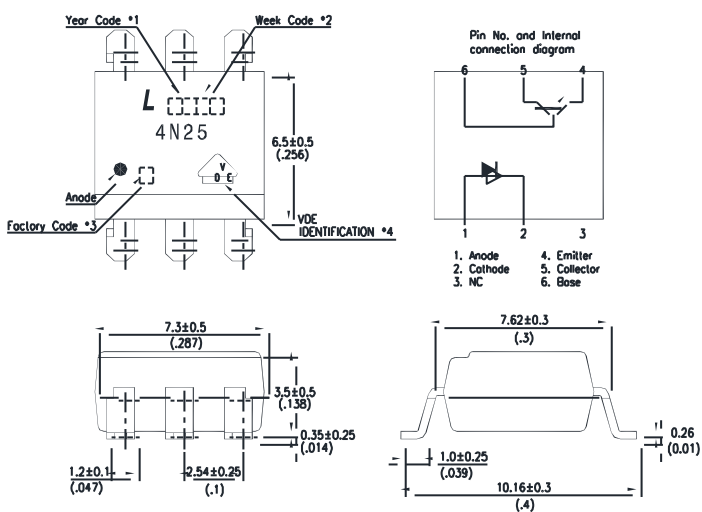 Year Code *1
Week Code *2
L
4N25
V
D E
Anode
Factory Code *3
6.5±0.5
(.256)
VDE
IDENTIFICATION *4
Pin No. and Internal
connection diagram
6 5 4
1 2 3
1. Anode 4. Emitter
2. Cathode 5. Collector
3. NC 6. Base
7.3±0.5
(.287)
3.5±0.5
(.138)
0.35±0.25
(.014)
1.2±0.1
(.047)
2.54±0.25
(.1)
7.62±0.3
(.3)
0.26
(0.01)
1.0±0.25
(.039)
10.16±0.3
(.4)